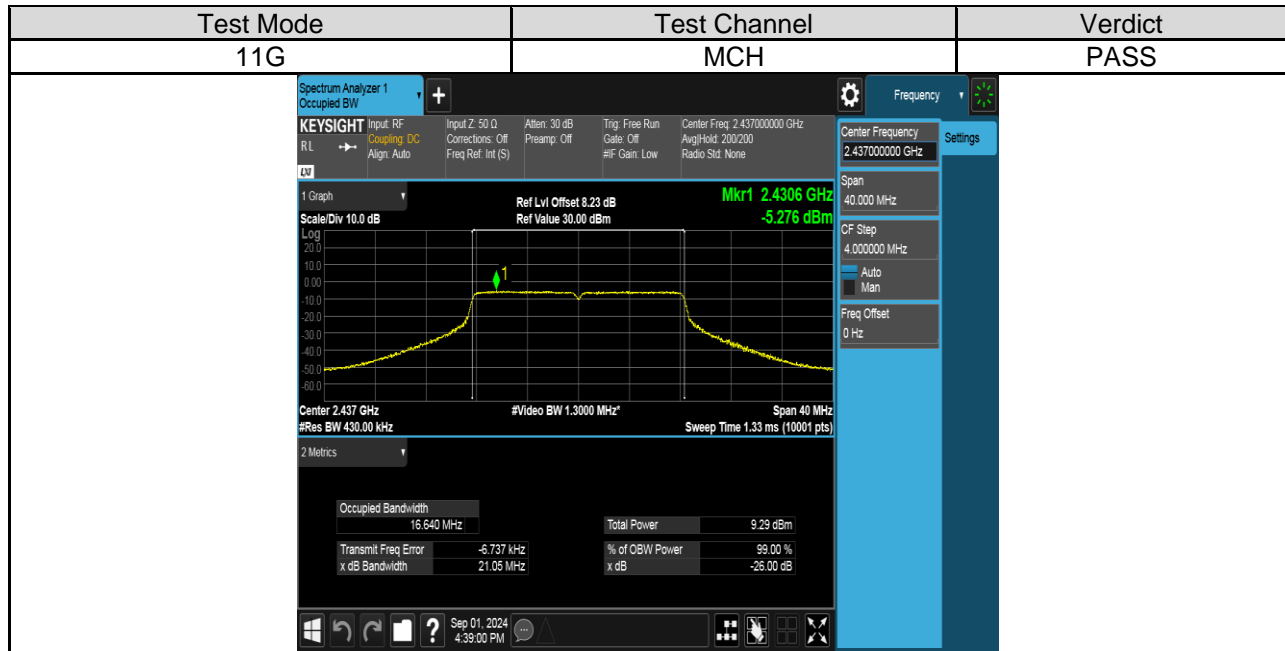 Test Mode Test Channel Verdict
11G MCH PASS
Spectrum Analyzer 1
Occupied BW
+
Frequency
KEYSIGHT Input: RF Input Z: 50 Ω Atten: 30 dB Trig: Free Run Center Freq: 2.437000000 GHz
RL Coupling: DC Corrections: Off Preamp: Off Gate: Off Avg|Hold: 200/200
Align: Auto Freq Ref: Int (S) #IF Gain: Low Radio Std: None
LXI
Center Frequency
2.437000000 GHz
Settings
Span
40.000 MHz
CF Step
4.000000 MHz
Auto
Man
Freq Offset
0 Hz
1 Graph
Ref Lvl Offset 8.23 dB
Mkr1 2.4306 GHz
Scale/Div 10.0 dB
Ref Value 30.00 dBm
-5.276 dBm
Log
20.0
10.0
1
0.00
-10.0
-20.0
-30.0
-40.0
-50.0
-60.0
Center 2.437 GHz #Video BW 1.3000 MHz* Span 40 MHz
#Res BW 430.00 kHz Sweep Time 1.33 ms (10001 pts)
2 Metrics
Occupied Bandwidth
16.640 MHz Total Power 9.29 dBm
Transmit Freq Error -6.737 kHz % of OBW Power 99.00 %
x dB Bandwidth 21.05 MHz x dB -26.00 dB
?
Sep 01, 2024
4:39:00 PM